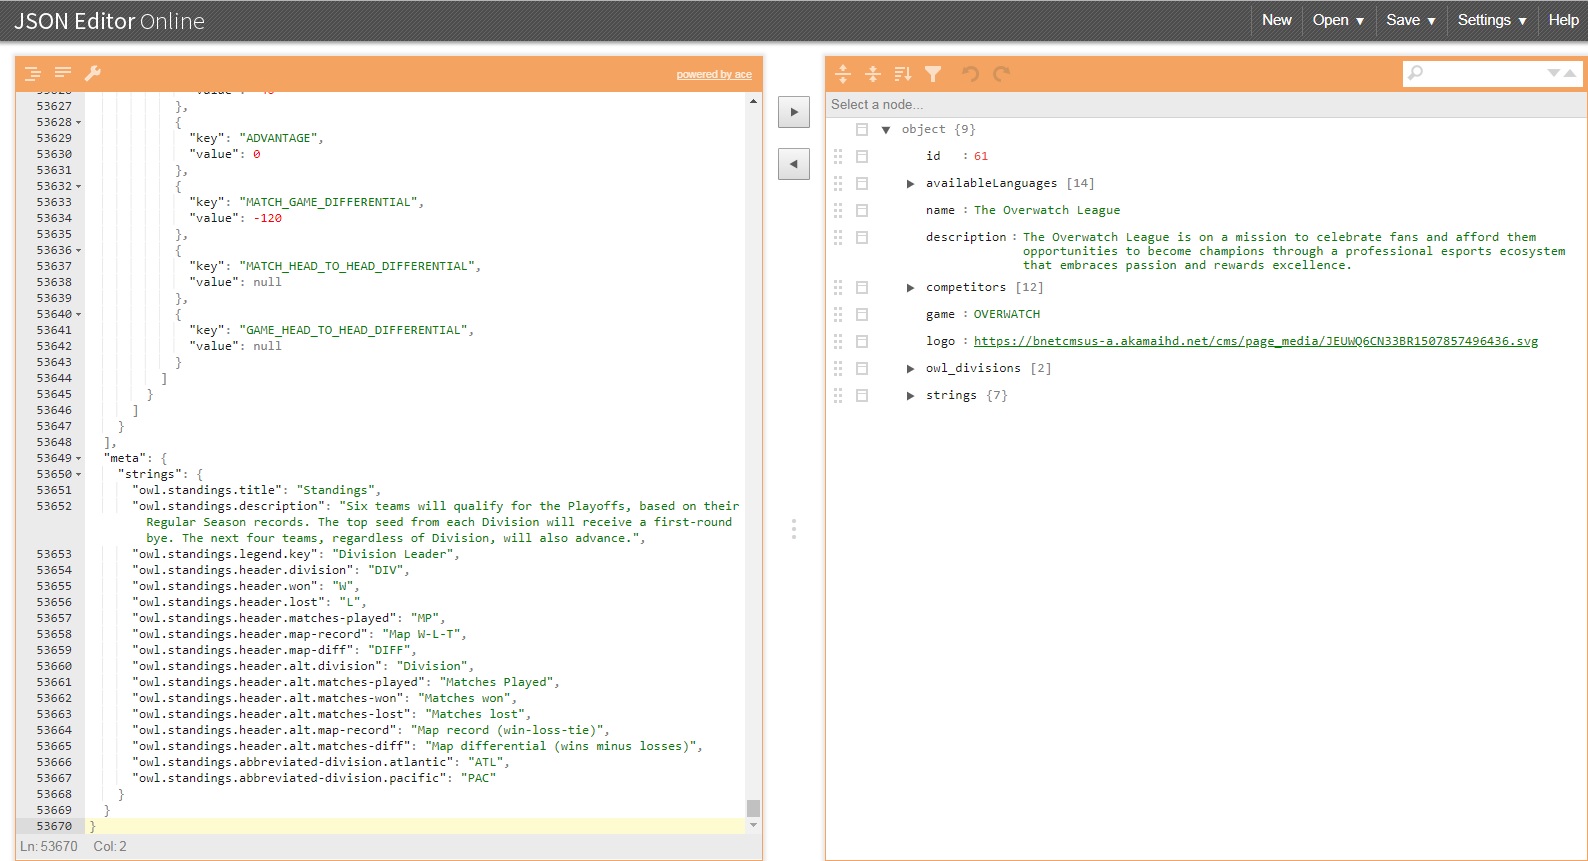 JSON Editor Online
New
Open ▼
Save ▼
Settings ▼
Help
powered by ace
53627 },
53628 {
53629 "key": "ADVANTAGE",
53630 "value": 0
53631 },
53632 {
53633 "key": "MATCH_GAME_DIFFERENTIAL",
53634 "value": -120
53635 },
53636 {
53637 "key": "MATCH_HEAD_TO_HEAD_DIFFERENTIAL",
53638 "value": null
53639 },
53640 {
53641 "key": "GAME_HEAD_TO_HEAD_DIFFERENTIAL",
53642 "value": null
53643 }
53644 ]
53645 }
53646 ]
53647 }
53648 ],
53649 "meta": {
53650 "strings": {
53651 "owl.standings.title": "Standings",
53652 "owl.standings.description": "Six teams will qualify for the Playoffs, based on their
Regular Season records. The top seed from each Division will receive a first-round
bye. The next four teams, regardless of Division, will also advance.",
53653 "owl.standings.legend.key": "Division Leader",
53654 "owl.standings.header.division": "DIV",
53655 "owl.standings.header.won": "W",
53656 "owl.standings.header.lost": "L",
53657 "owl.standings.header.matches-played": "MP",
53658 "owl.standings.header.map-record": "Map W-L-T",
53659 "owl.standings.header.map-diff": "DIFF",
53660 "owl.standings.header.alt.division": "Division",
53661 "owl.standings.header.alt.matches-played": "Matches Played",
53662 "owl.standings.header.alt.matches-won": "Matches won",
53663 "owl.standings.header.alt.matches-lost": "Matches lost",
53664 "owl.standings.header.alt.map-record": "Map record (win-loss-tie)",
53665 "owl.standings.header.alt.matches-diff": "Map differential (wins minus losses)",
53666 "owl.standings.abbreviated-division.atlantic": "ATL",
53667 "owl.standings.abbreviated-division.pacific": "PAC"
53668 }
53669 }
53670 }
Ln: 53670 Col: 2
Select a node...
object {9}
id : 61
availableLanguages [14]
name : The Overwatch League
description : The Overwatch League is on a mission to celebrate fans and afford them
opportunities to become champions through a professional esports ecosystem
that embraces passion and rewards excellence.
competitors [12]
game : OVERWATCH
logo : https://bnetcmsus-a.akamaihd.net/cms/page_media/JEUWQ6CN33BR1507857496436.svg
owl_divisions [2]
strings {7}